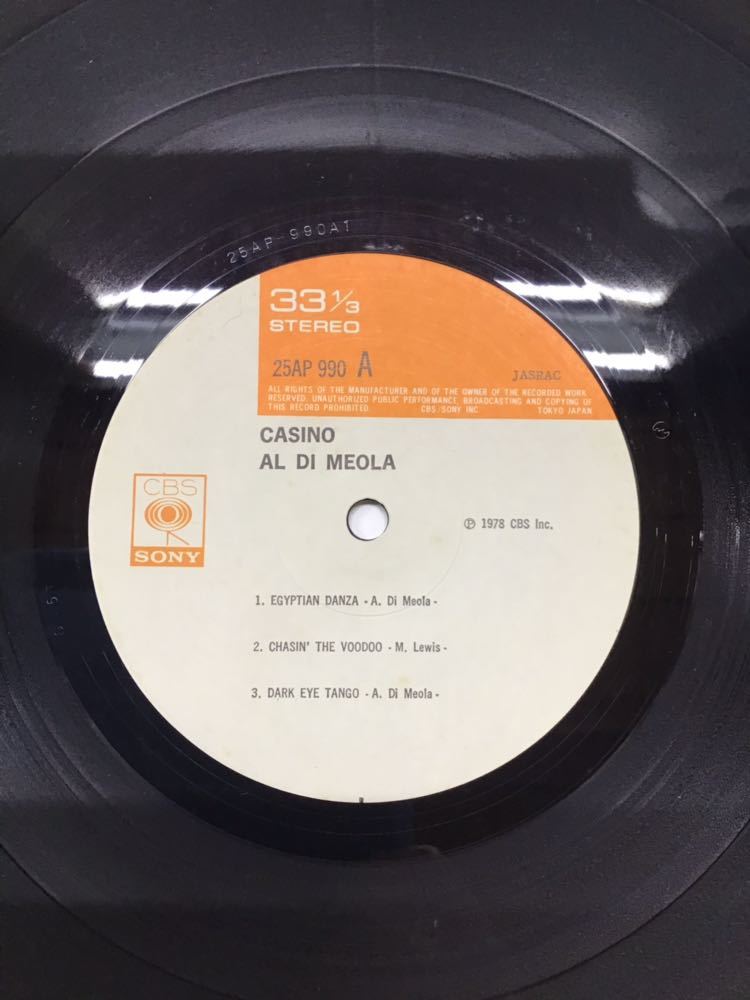 25AP-990A1
33 1/3
STEREO
25AP 990 A
JASRAC
ALL RIGHTS OF THE MANUFACTURER AND OF THE OWNER OF THE RECORDED WORK
RESERVED. UNAUTHORIZED PUBLIC PERFORMANCE, BROADCASTING AND COPYING OF
THIS RECORD PROHIBITED. CBS/SONY INC TOKYO JAPAN
CASINO
AL DI MEOLA
CBS
SONY
℗ 1978 CBS Inc.
1. EGYPTIAN DANZA - A. Di Meola -
2. CHASIN' THE VOODOO - M. Lewis -
3. DARK EYE TANGO - A. Di Meola -